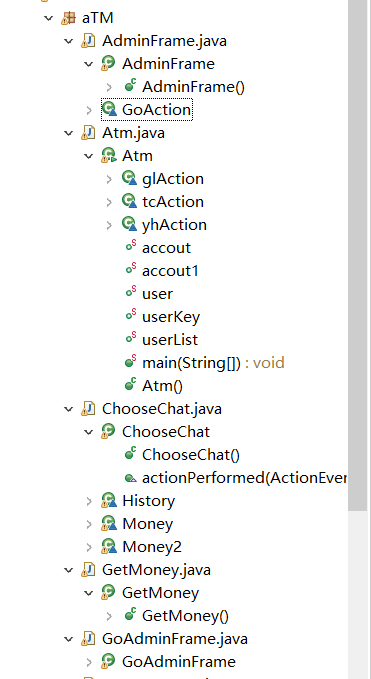 aTM
AdminFrame.java
AdminFrame
AdminFrame()
GoAction
Atm.java
Atm
glAction
tcAction
yhAction
accout
accout1
user
userKey
userList
main(String[]) : void
Atm()
ChooseChat.java
ChooseChat
ChooseChat()
actionPerformed(ActionEver
History
Money
Money2
GetMoney.java
GetMoney
GetMoney()
GoAdminFrame.java
GoAdminFrame